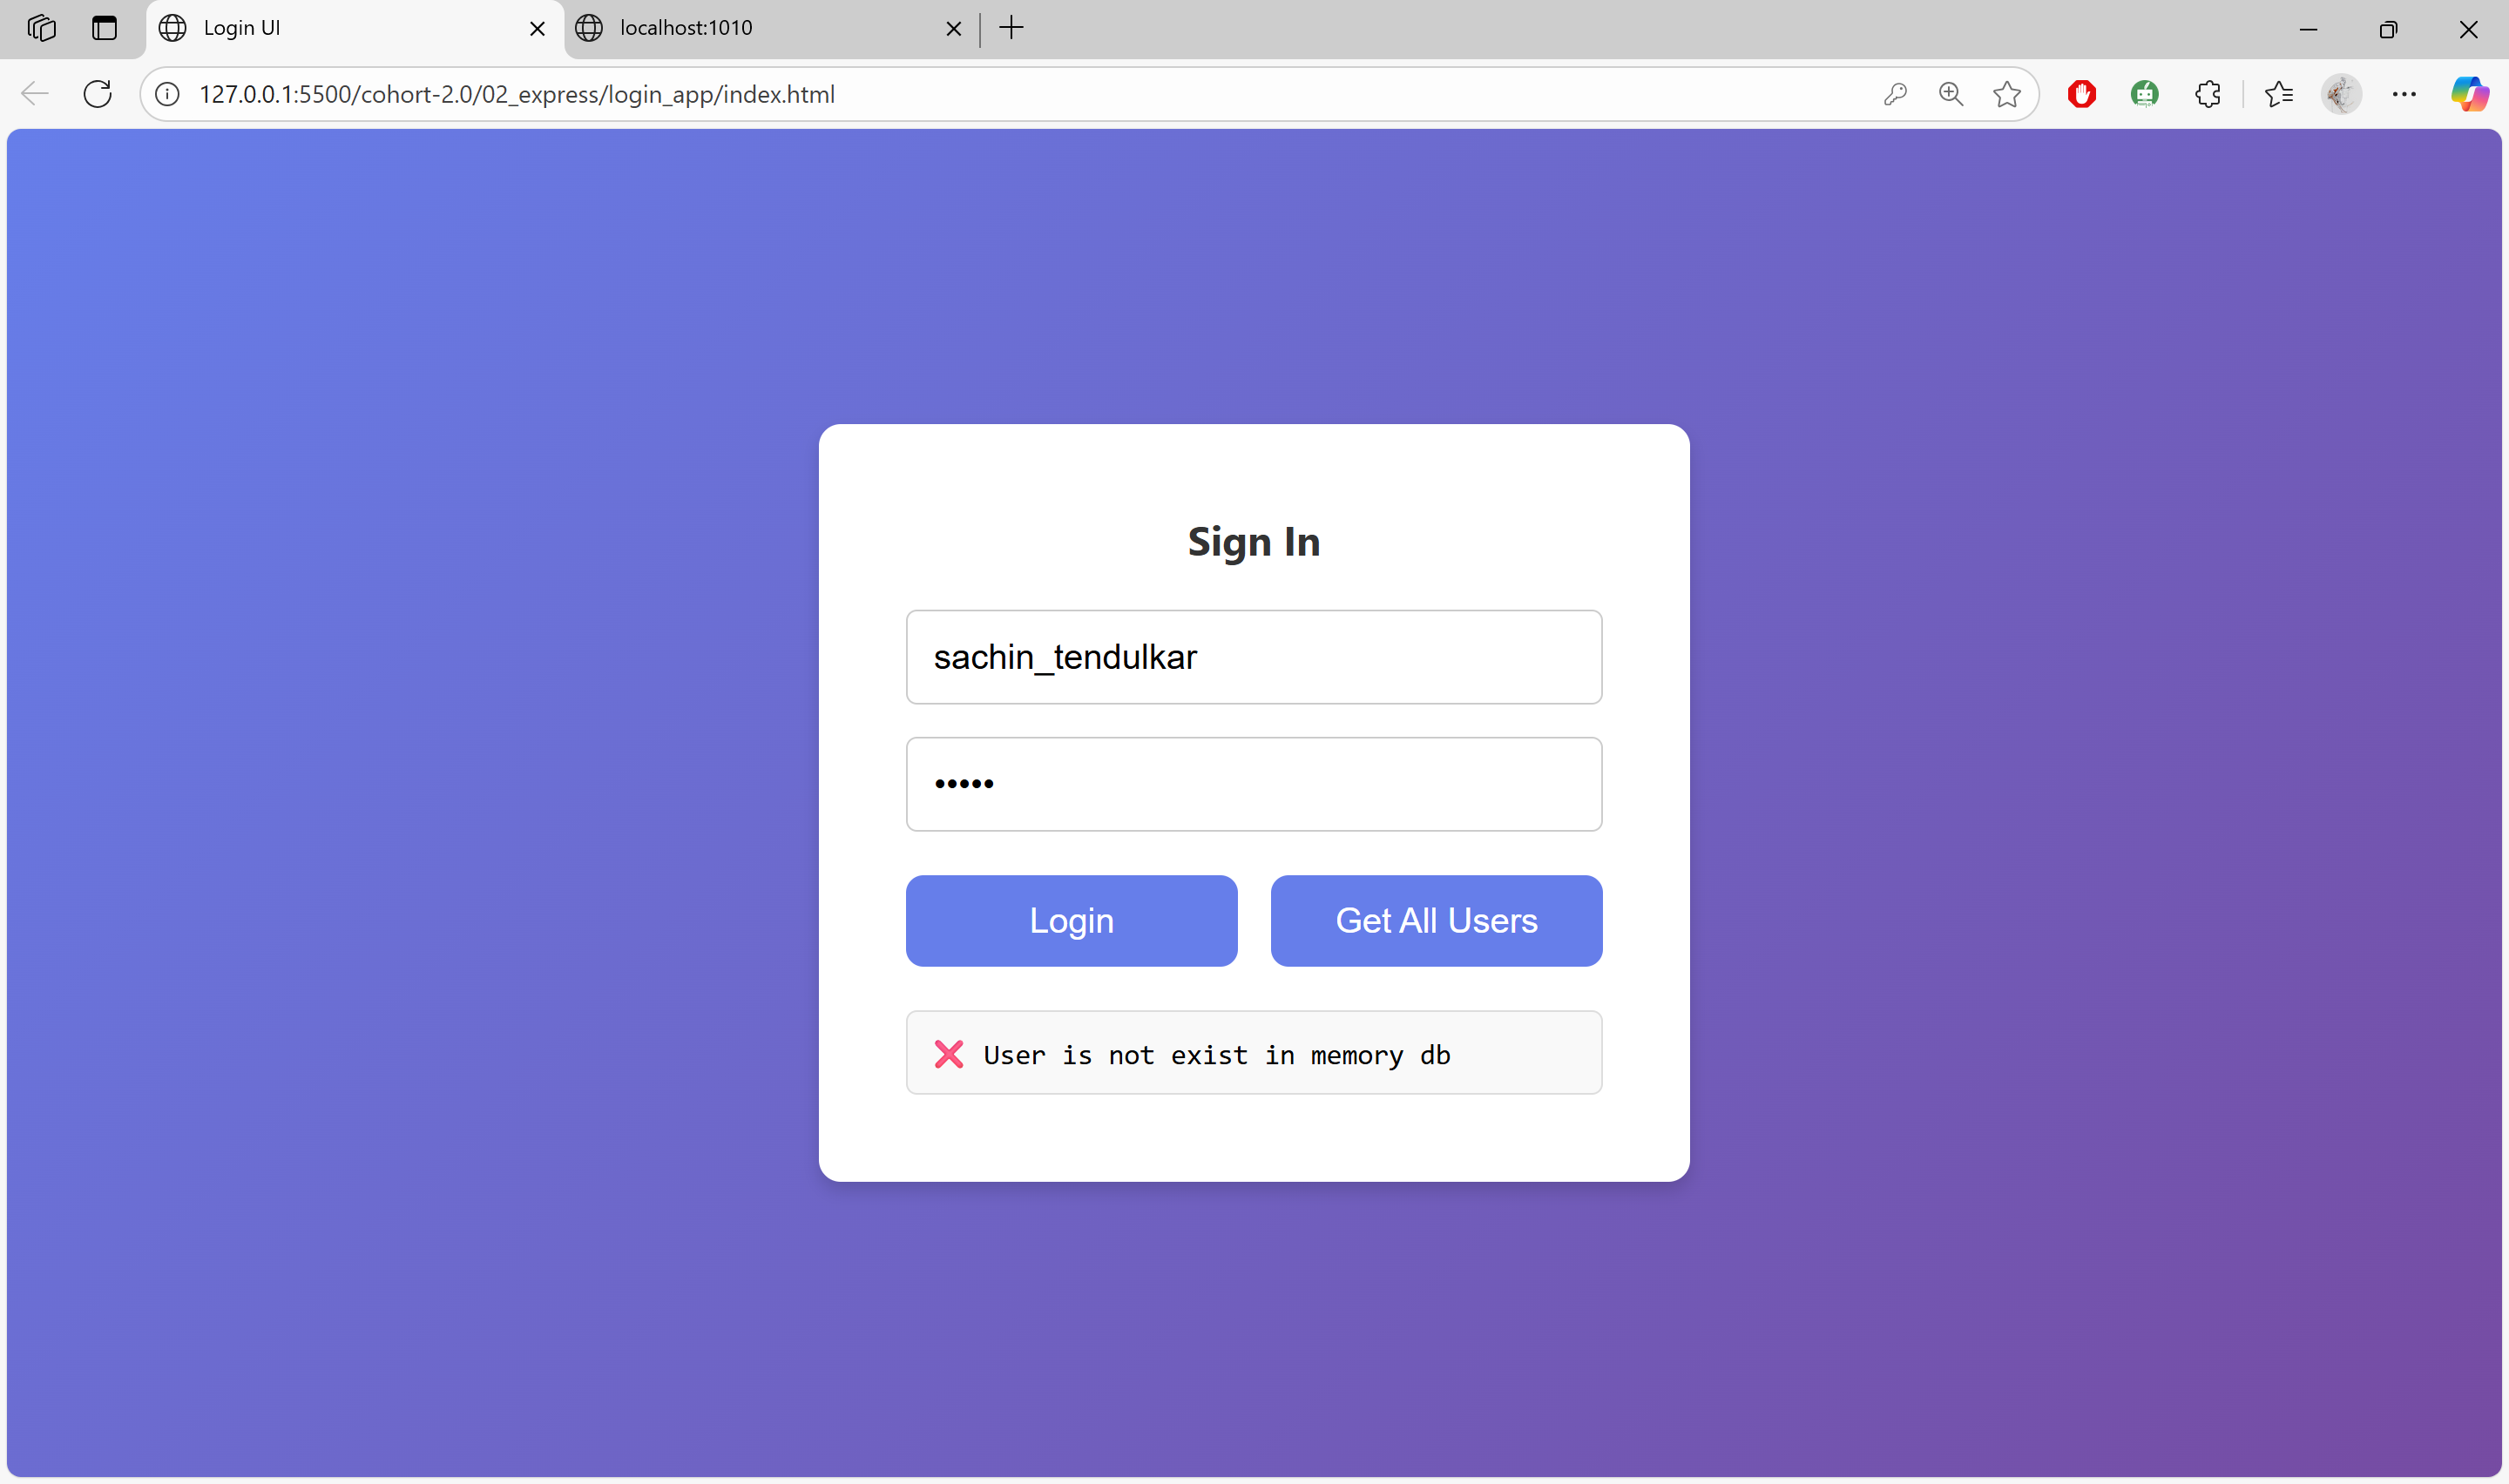 Login UI
localhost:1010
127.0.0.1:5500/cohort-2.0/02_express/login_app/index.html
Sign In
sachin_tendulkar
•••••
Login
Get All Users
❌ User is not exist in memory db